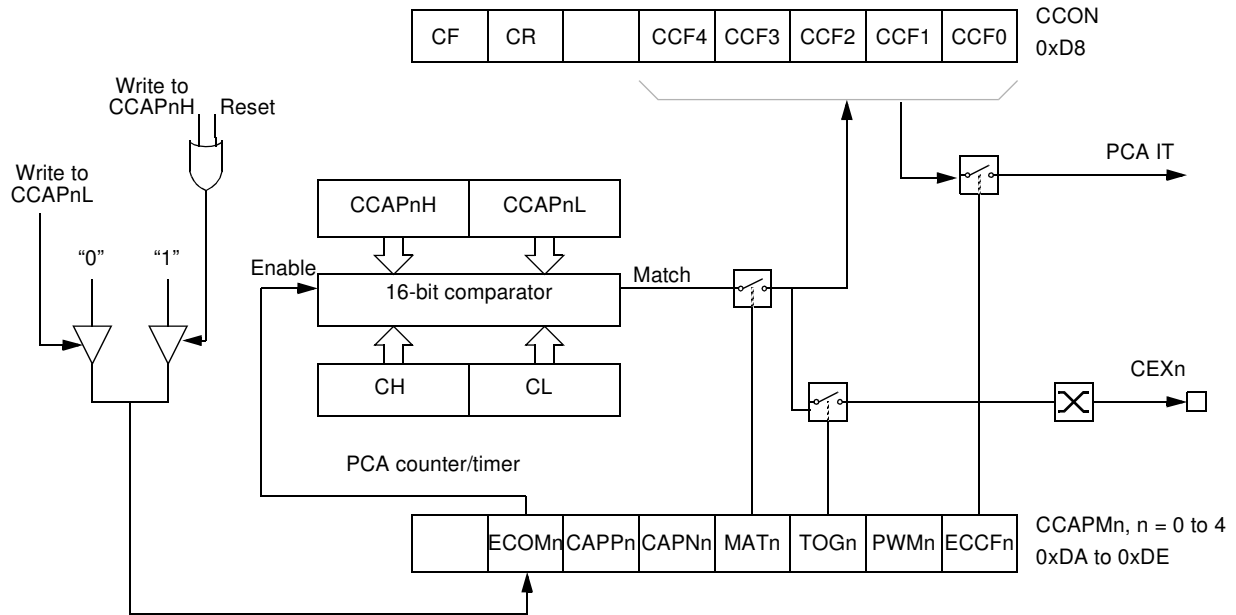 CF CR CCF4 CCF3 CCF2 CCF1 CCF0
CCON
0xD8
Write to
CCAPnH
Reset
Write to
CCAPnL
“0”
“1”
PCA IT
CCAPnH CCAPnL
Enable
16-bit comparator
Match
CH CL
CEXn
PCA counter/timer
ECOMn CAPPn CAPNn MATn TOGn PWMn ECCFn
CCAPMn, n = 0 to 4
0xDA to 0xDE